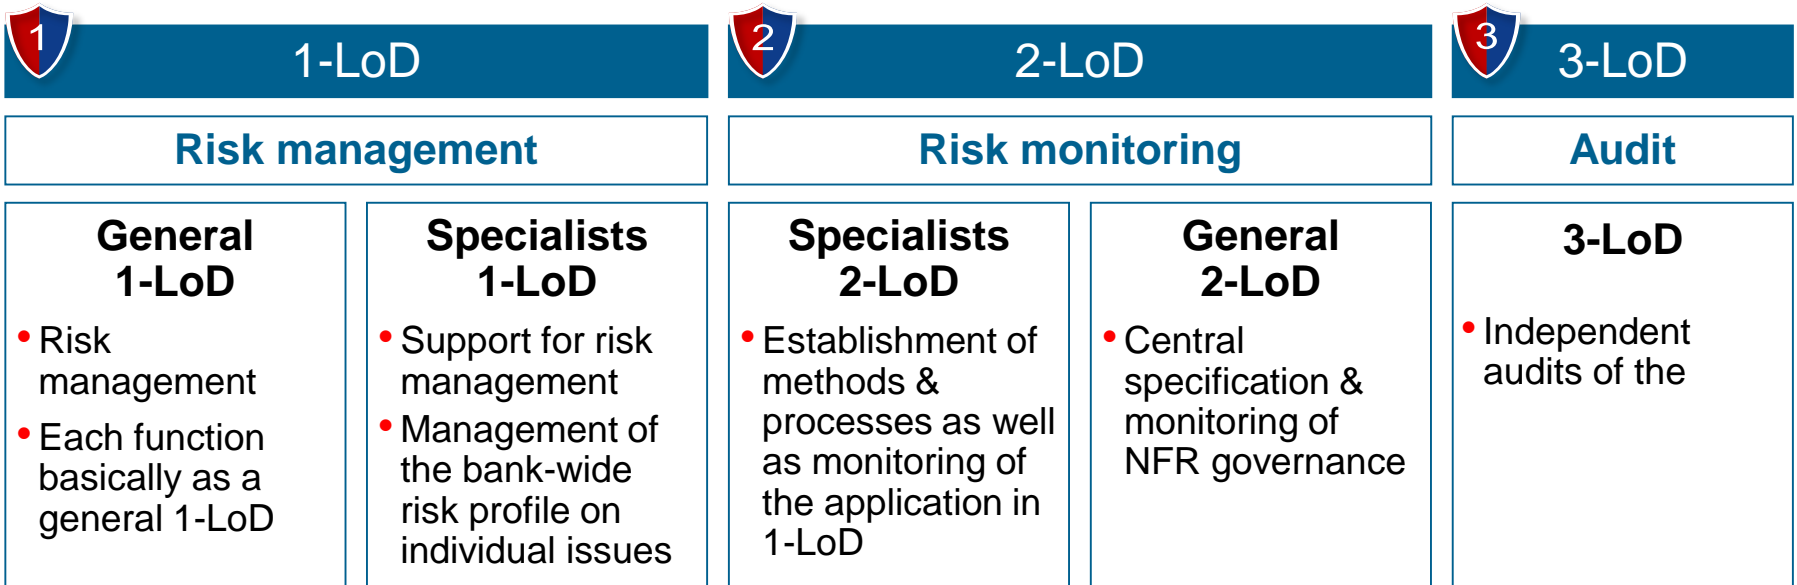 1
1-LoD
2
2-LoD
3
3-LoD
Risk management
Risk monitoring
Audit
General
1-LoD
• Risk
management
• Each function
basically as a
general 1-LoD
Specialists
1-LoD
• Support for risk
management
• Management of
the bank-wide
risk profile on
individual issues
Specialists
2-LoD
• Establishment of
methods &
processes as well
as monitoring of
the application in
1-LoD
General
2-LoD
• Central
specification &
monitoring of
NFR governance
3-LoD
• Independent
audits of the